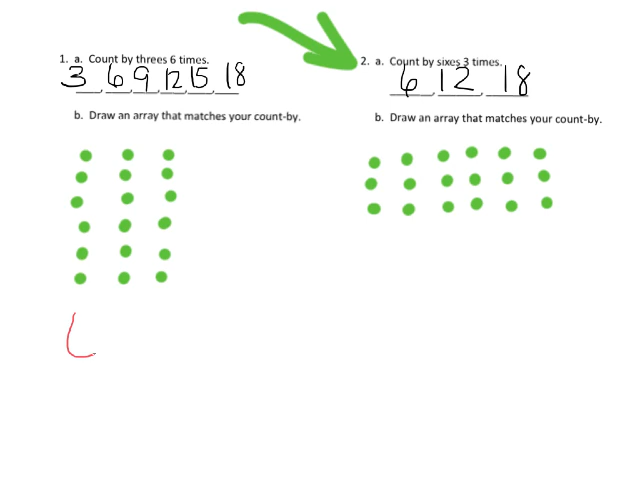 1. a. Count by threes 6 times.
3 6 9 12 15 18
b. Draw an array that matches your count-by.
2. a. Count by sixes 3 times.
6, 12, 18
b. Draw an array that matches your count-by.